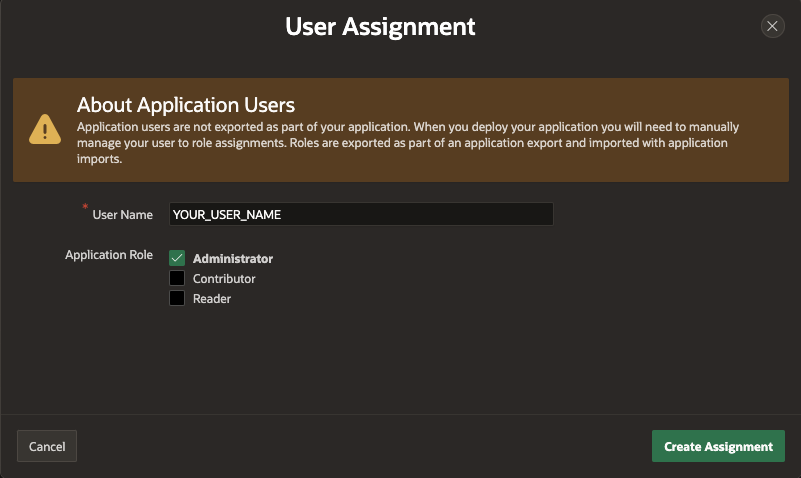 User Assignment
About Application Users
Application users are not exported as part of your application. When you deploy your application you will need to manually
manage your user to role assignments. Roles are exported as part of an application export and imported with application
imports.
* User Name YOUR_USER_NAME
Application Role Administrator
Contributor
Reader
Cancel Create Assignment